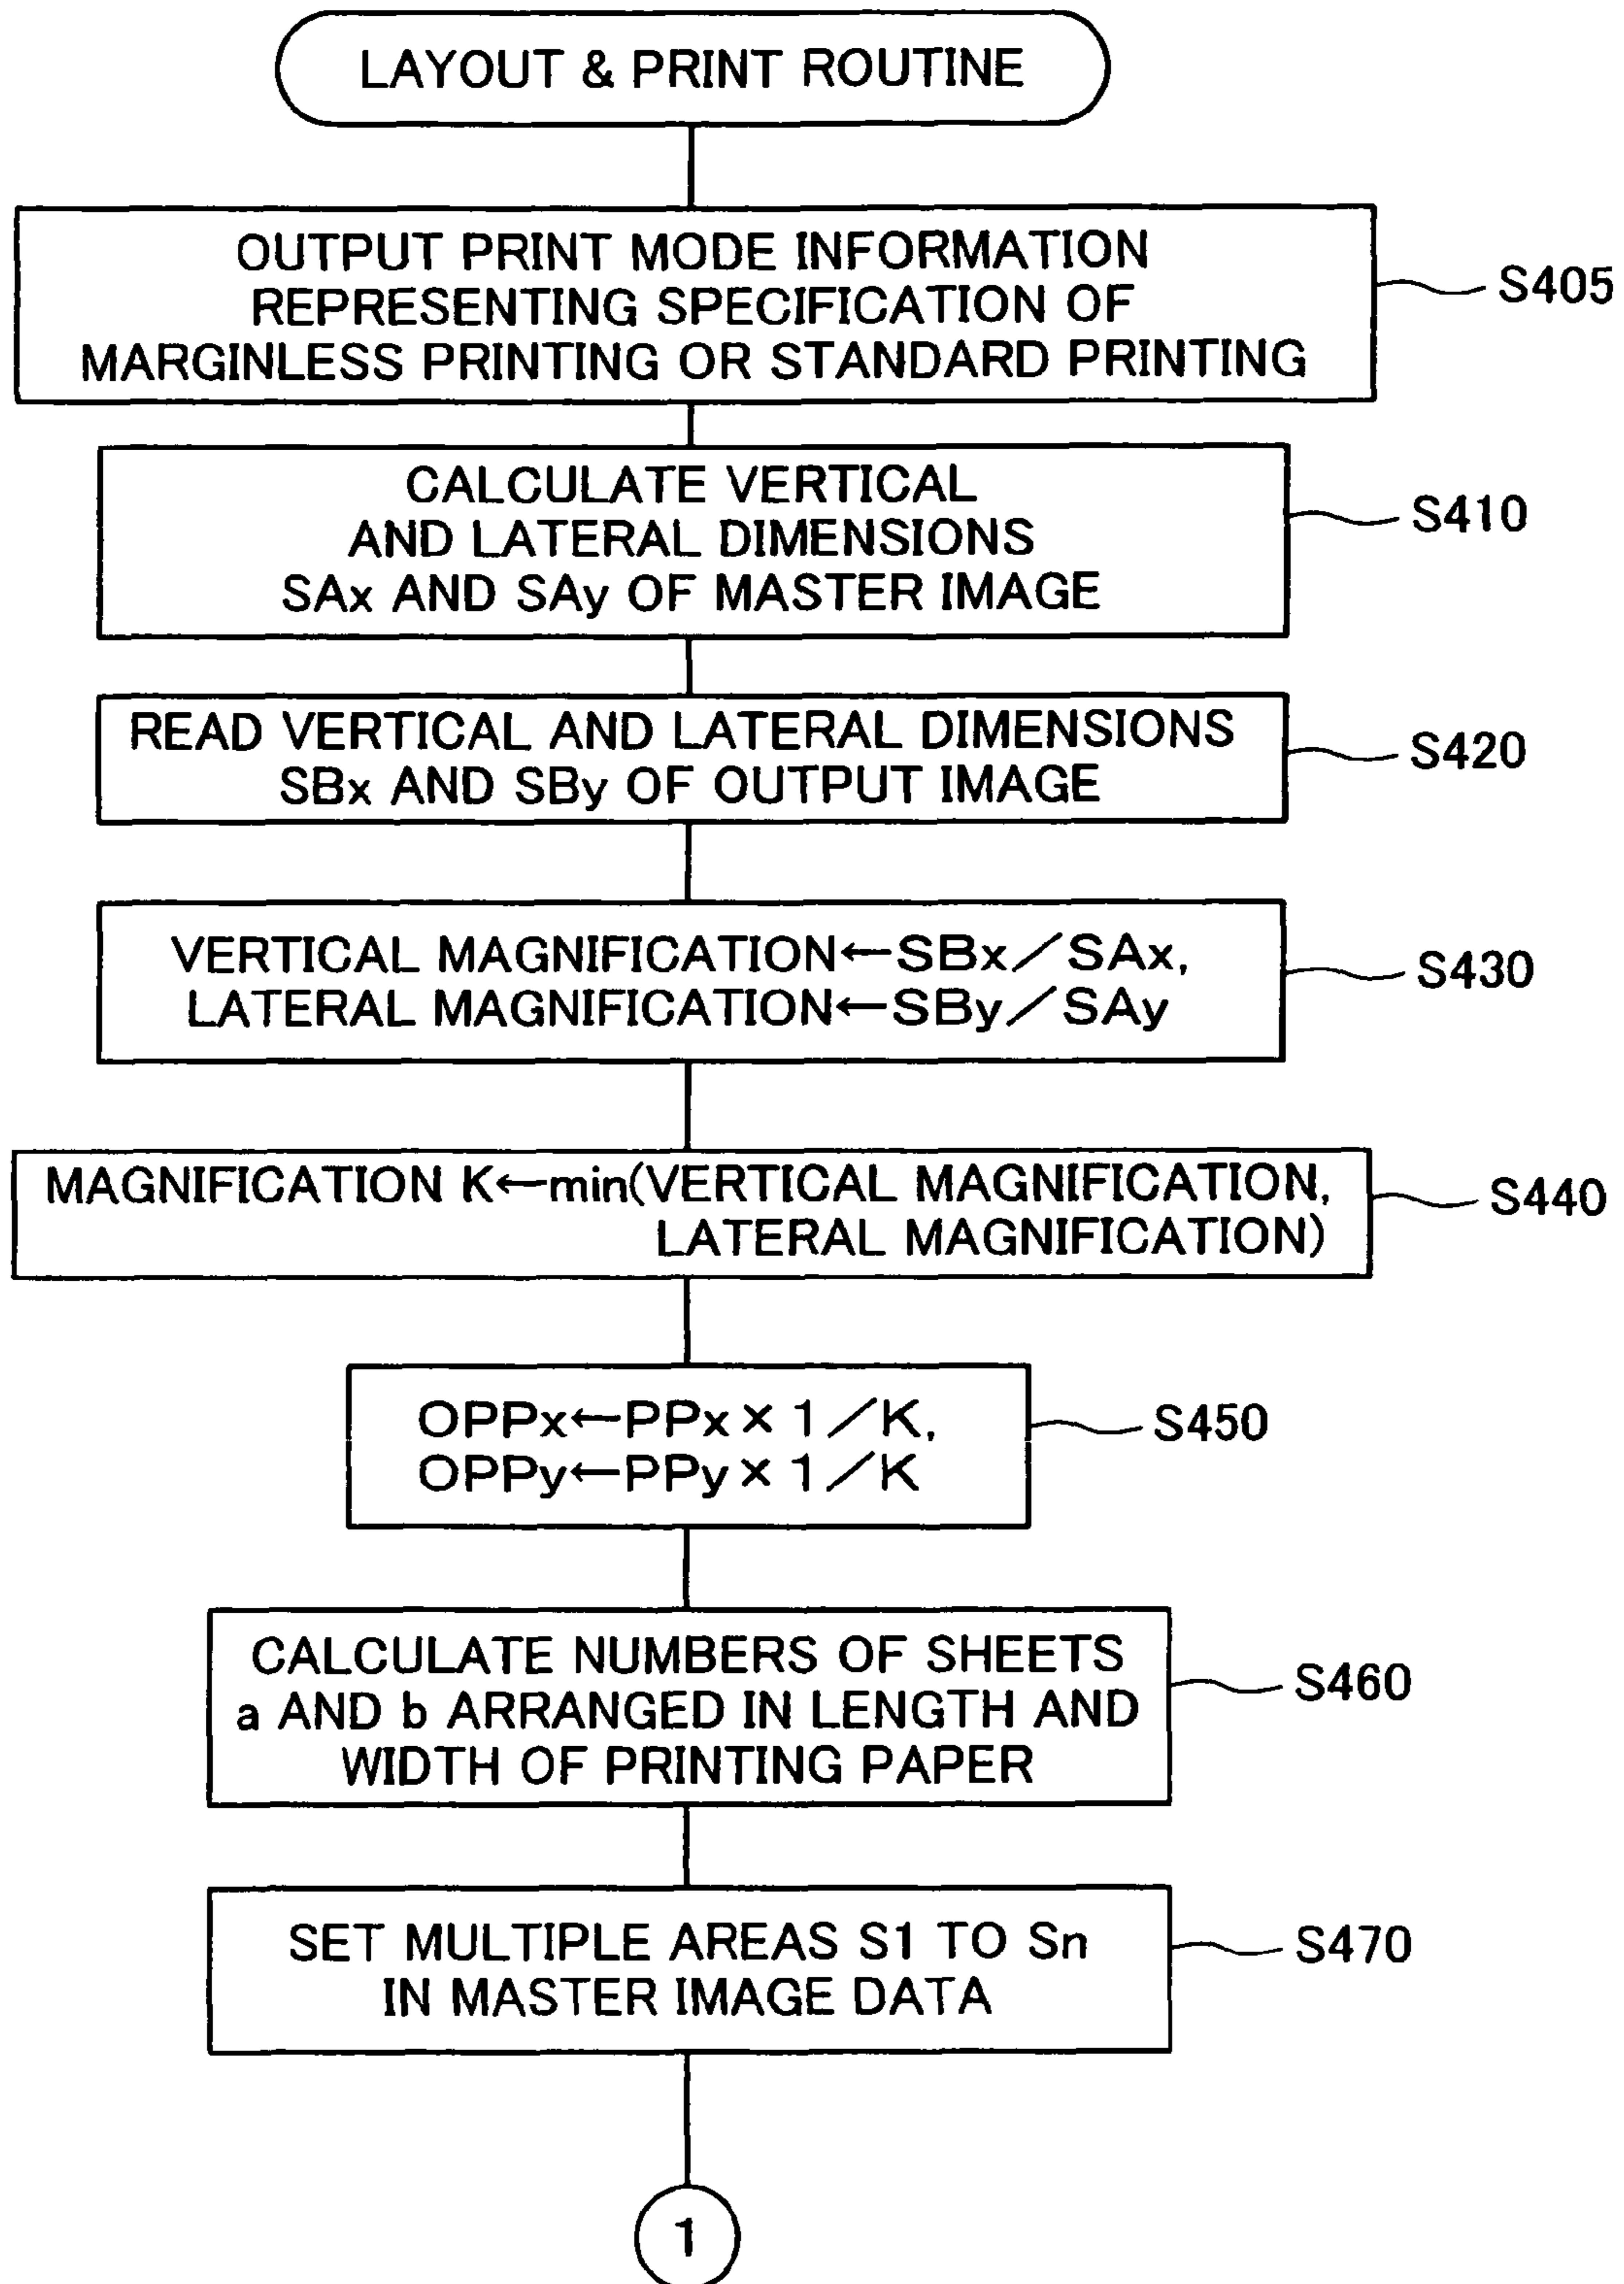 LAYOUT & PRINT ROUTINE
OUTPUT PRINT MODE INFORMATION
REPRESENTING SPECIFICATION OF
MARGINLESS PRINTING OR STANDARD PRINTING
S405
CALCULATE VERTICAL
AND LATERAL DIMENSIONS
SAx AND SAy OF MASTER IMAGE
S410
READ VERTICAL AND LATERAL DIMENSIONS
SBx AND SBy OF OUTPUT IMAGE
S420
VERTICAL MAGNIFICATION←SBx／SAx,
LATERAL MAGNIFICATION←SBy／SAy
S430
MAGNIFICATION K←min(VERTICAL MAGNIFICATION,
LATERAL MAGNIFICATION)
S440
OPPx←PPx×1／K,
OPPy←PPy×1／K
S450
CALCULATE NUMBERS OF SHEETS
a AND b ARRANGED IN LENGTH AND
WIDTH OF PRINTING PAPER
S460
SET MULTIPLE AREAS S1 TO Sn
IN MASTER IMAGE DATA
S470
1